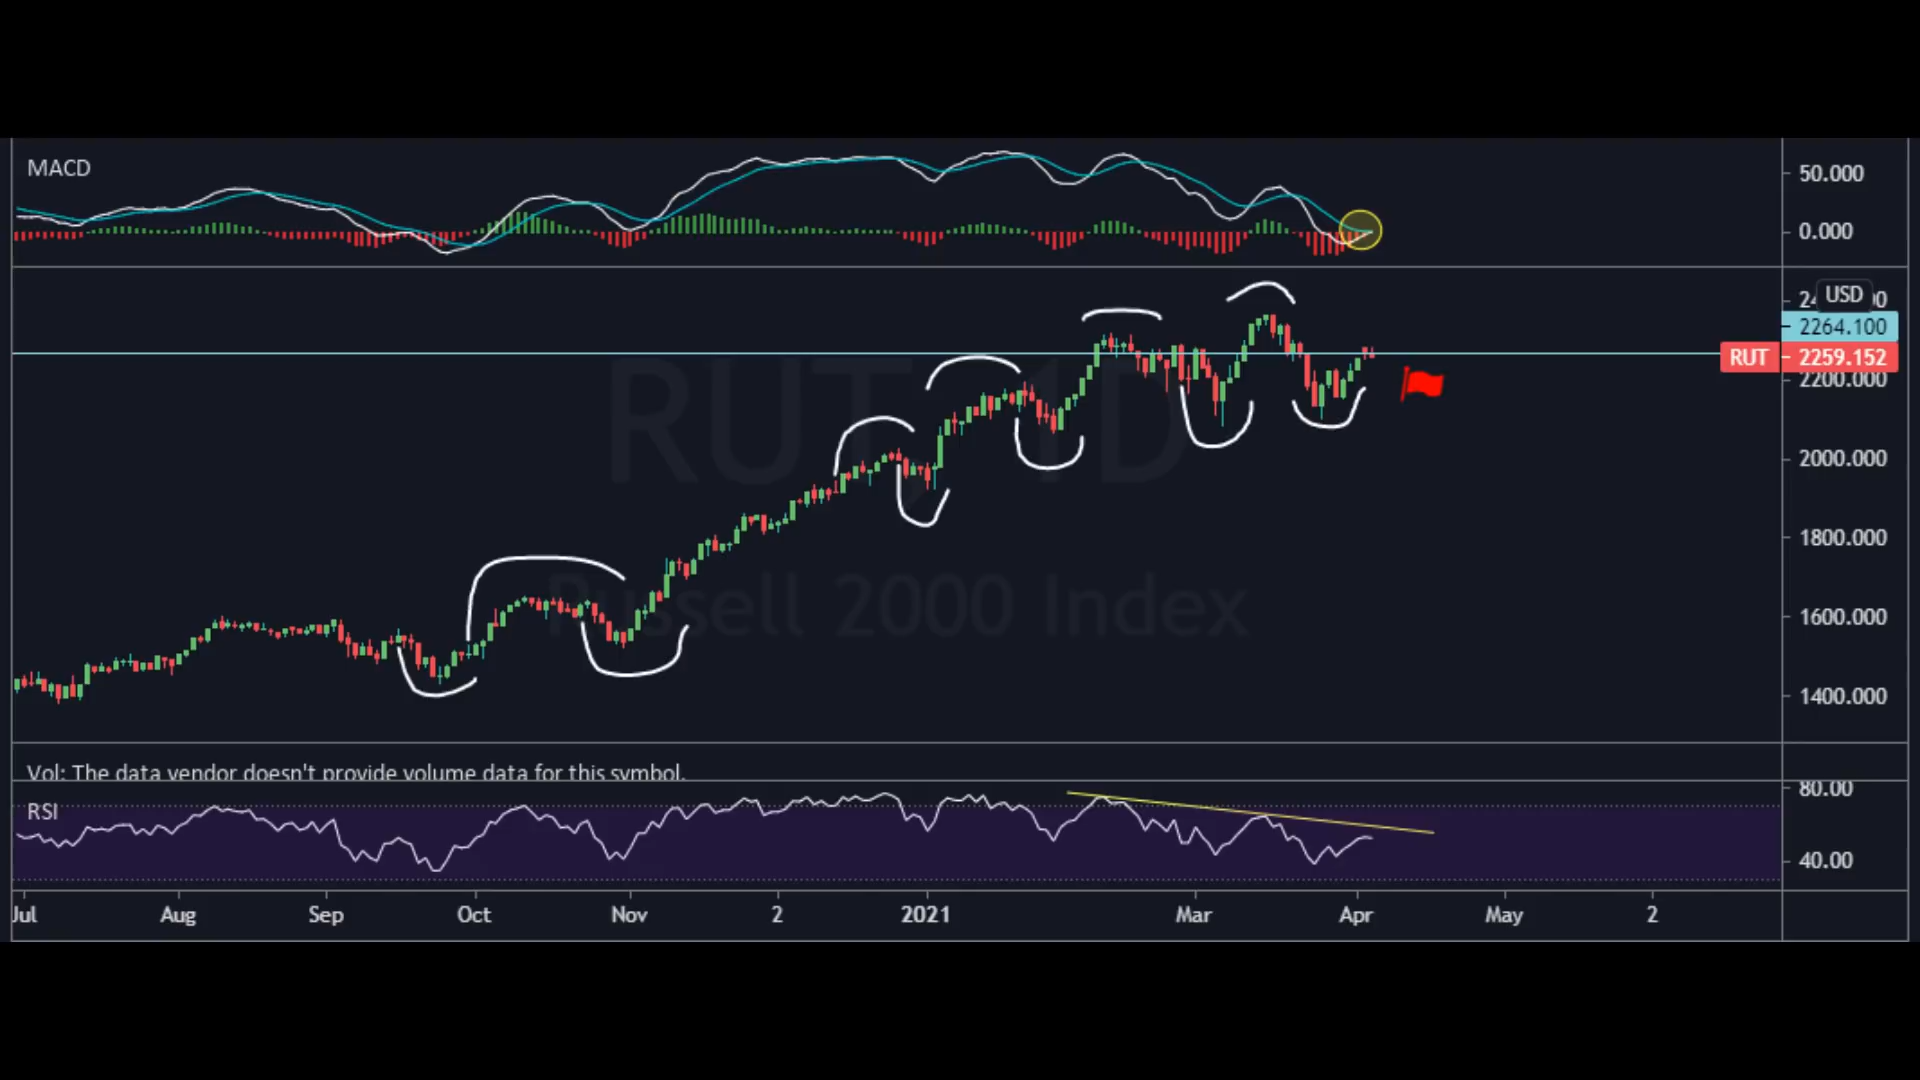 MACD
50.000
0.000
USD
2264.100
RUT 2259.152
2200.000
RUT, 1D
2000.000
1800.000
Russell 2000 Index
1600.000
1400.000
Vol: The data vendor doesn't provide volume data for this symbol.
80.00
RSI
40.00
Jul Aug Sep Oct Nov 2 2021 Mar Apr May 2